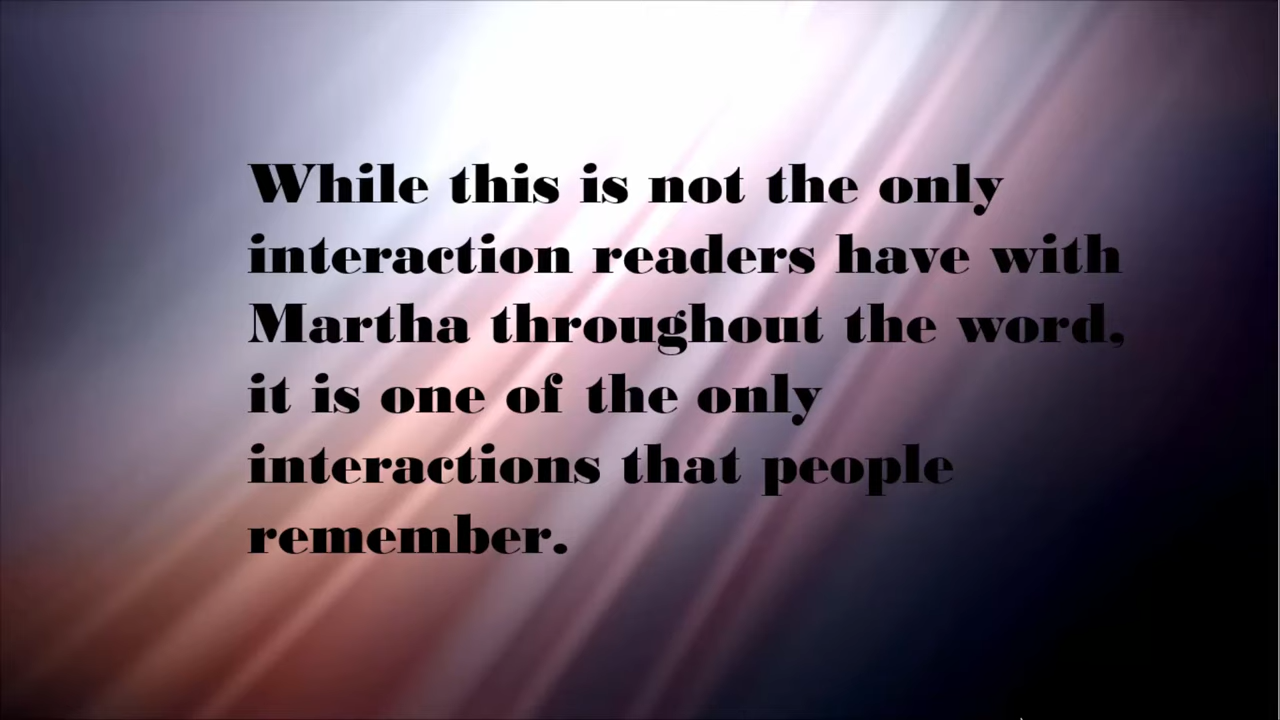 While this is not the only
interaction readers have with
Martha throughout the word,
it is one of the only
interactions that people
remember.